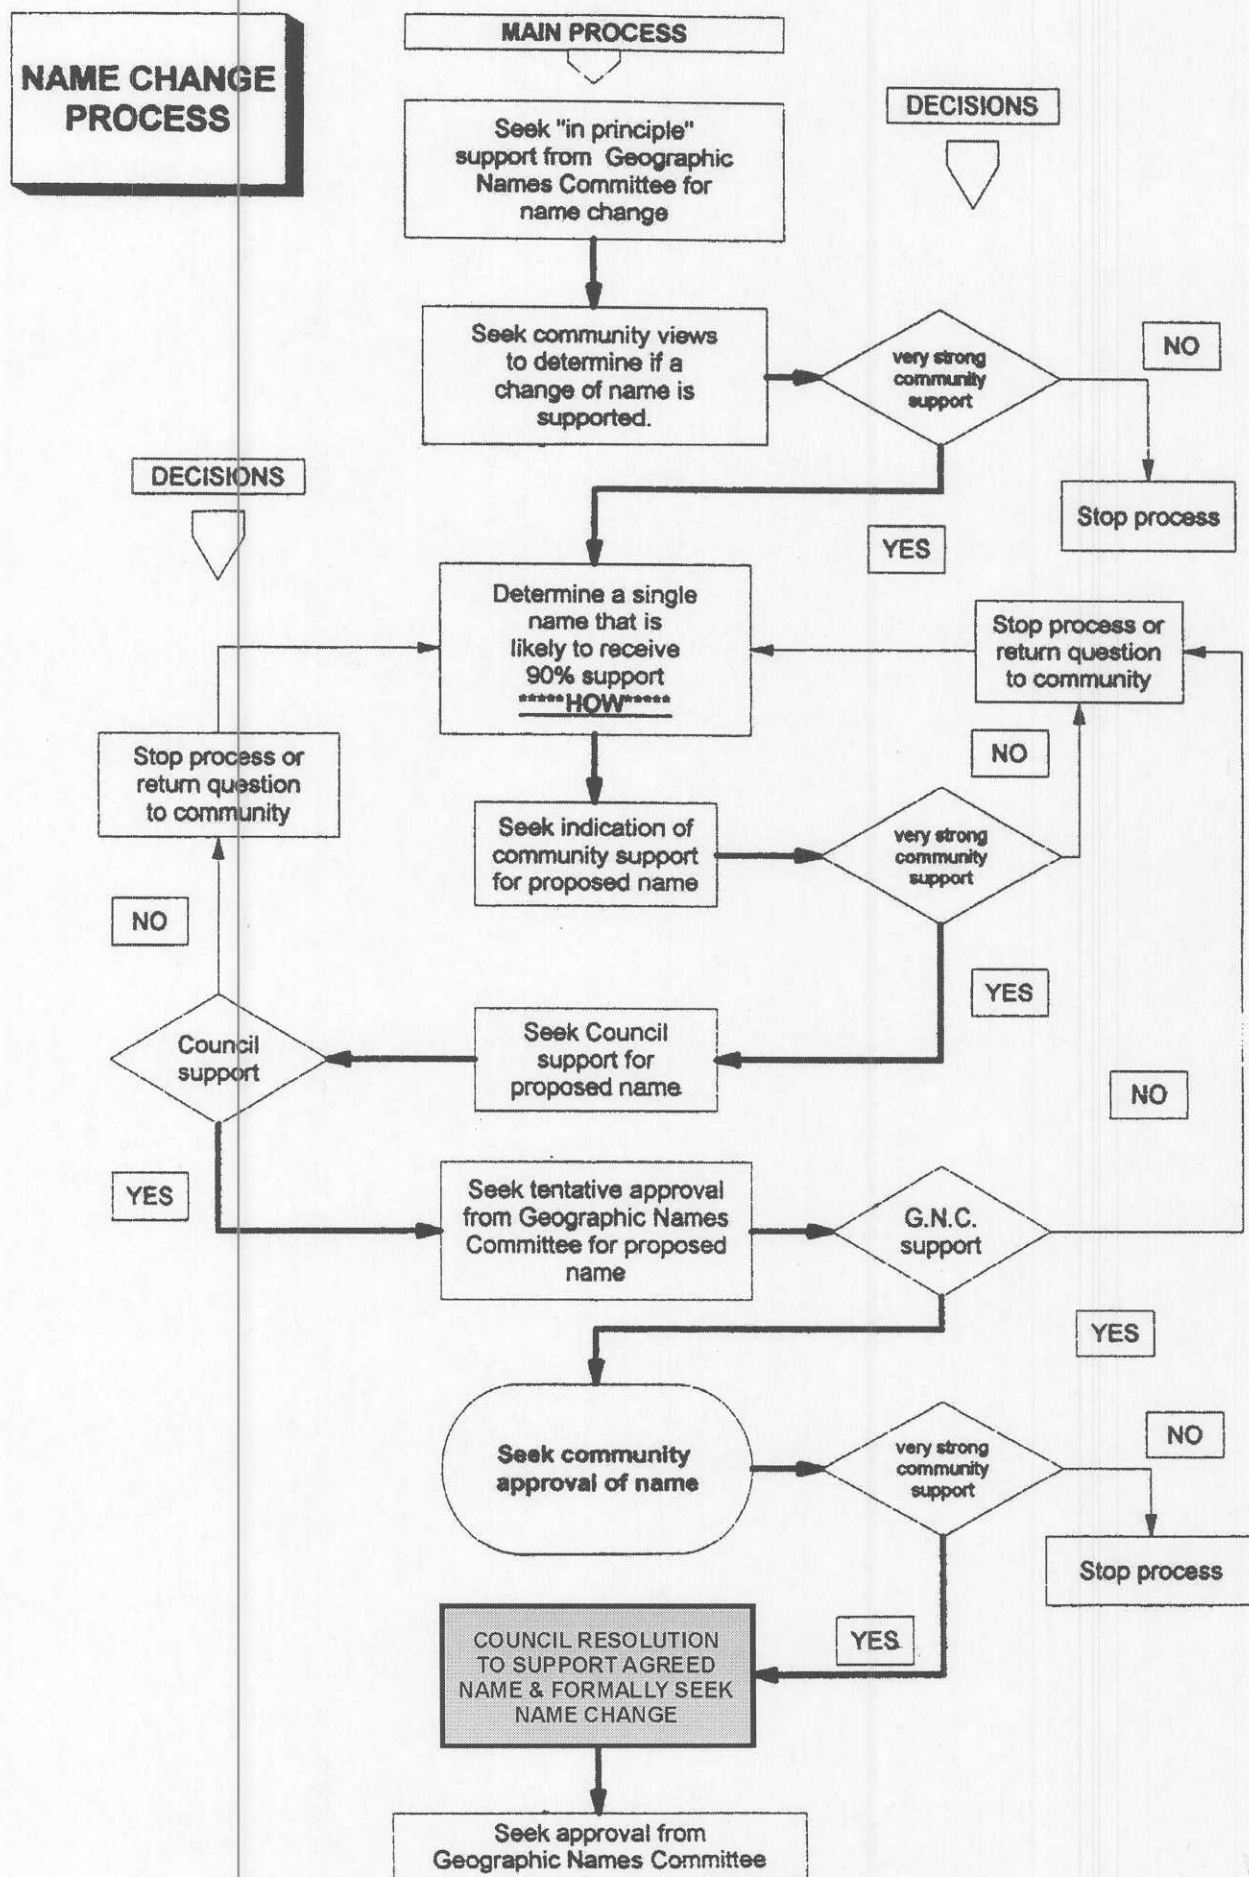 NAME CHANGE
PROCESS
MAIN PROCESS
DECISIONS
Seek "in principle"
support from Geographic
Names Committee for
name change
Seek community views
to determine if a
change of name is
supported.
very strong
community
support
NO
Stop process
YES
DECISIONS
Determine a single
name that is
likely to receive
90% support
*****HOW*****
Stop process or
return question
to community
NO
Stop process or
return question
to community
Seek indication of
community support
for proposed name
very strong
community
support
NO
YES
Council
support
Seek Council
support for
proposed name
NO
YES
Seek tentative approval
from Geographic Names
Committee for proposed
name
G.N.C.
support
YES
Seek community
approval of name
very strong
community
support
NO
Stop process
YES
COUNCIL RESOLUTION
TO SUPPORT AGREED
NAME & FORMALLY SEEK
NAME CHANGE
Seek approval from
Geographic Names Committee